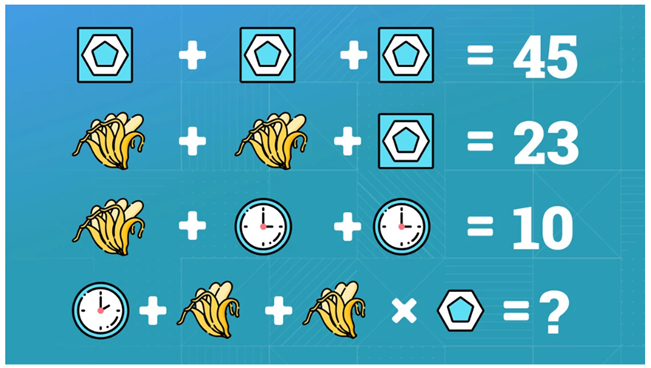 + + = 45
+ + = 23
+ + = 10
+ + × = ?